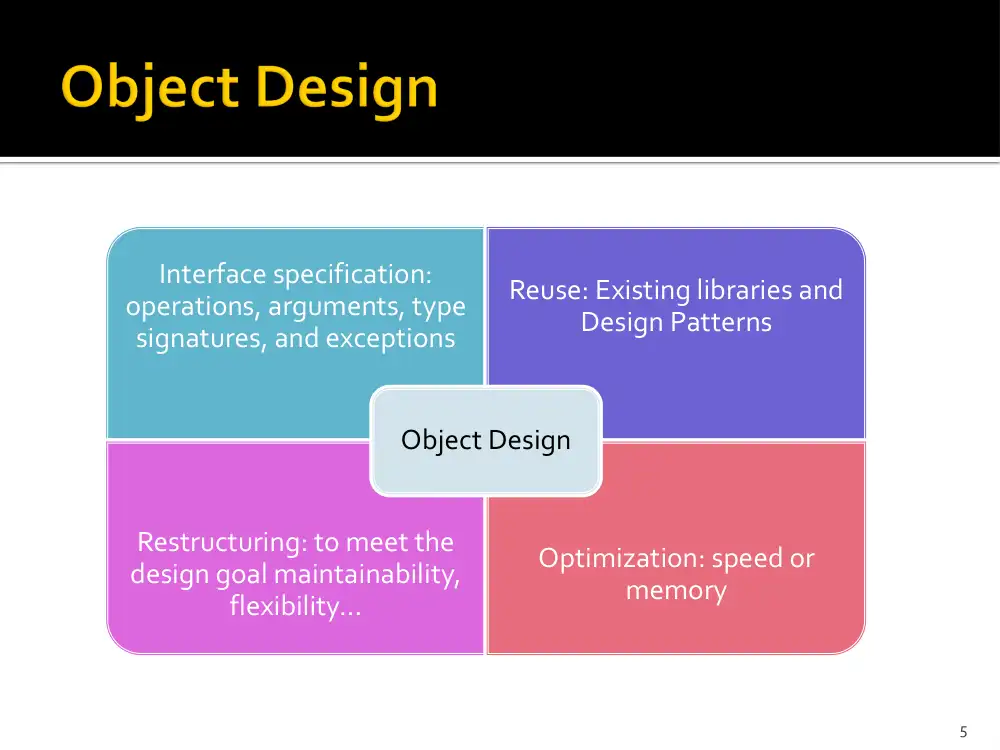 Object Design
Interface specification:
operations, arguments, type
signatures, and exceptions
Reuse: Existing libraries and
Design Patterns
Object Design
Restructuring: to meet the
design goal maintainability,
flexibility...
Optimization: speed or
memory
5